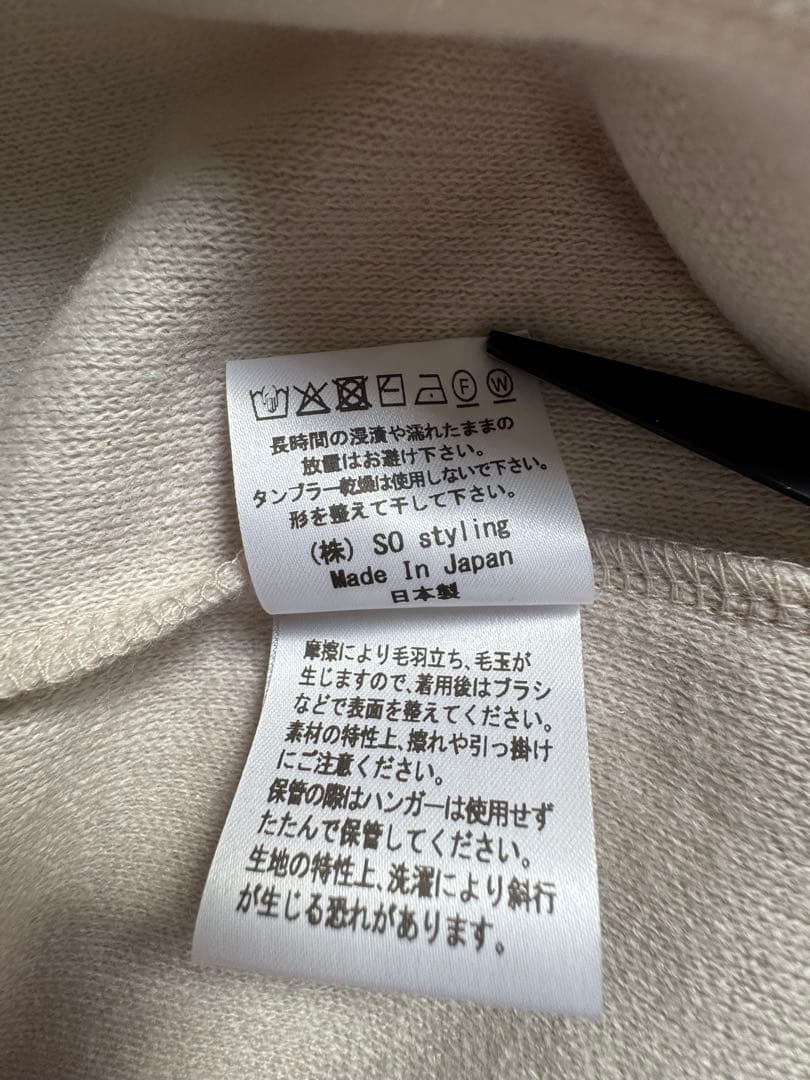 F W
長時間の浸漬や濡れたままの
放置はお避け下さい。
タンブラー乾燥は使用しないで下さい。
形を整えて干して下さい。
(株) SO styling
Made In Japan
日本製
摩擦により毛羽立ち、毛玉が
生じますので、着用後はブラシ
などで表面を整えてください。
素材の特性上、擦れや引っ掛け
にご注意ください。
保管の際はハンガーは使用せず
たたんで保管してください。
生地の特性上、洗濯により斜行
が生じる恐れがあります。